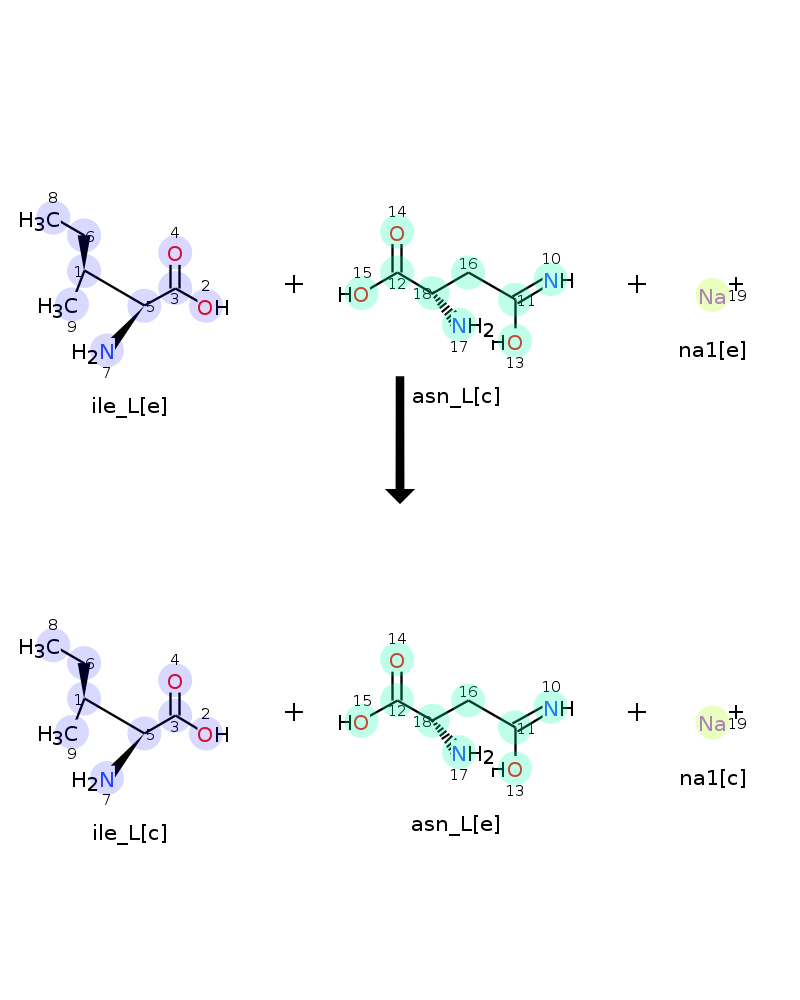 8
H3C 6 4 14 10
O O 16 NH
1 3 2 15 12 11 +
OH HO 18 Na 19
H3C 5 NH2 HO
9 H2N 17 13 na1[e]
7
ile_L[e] + asn_L[c] +
8
H3C 6 4 14 10
O O 16 NH
1 3 2 15 12 11 +
OH HO 18 Na 19
H3C 5 NH2 HO
9 H2N 17 13 na1[c]
7
ile_L[c] + asn_L[e] +